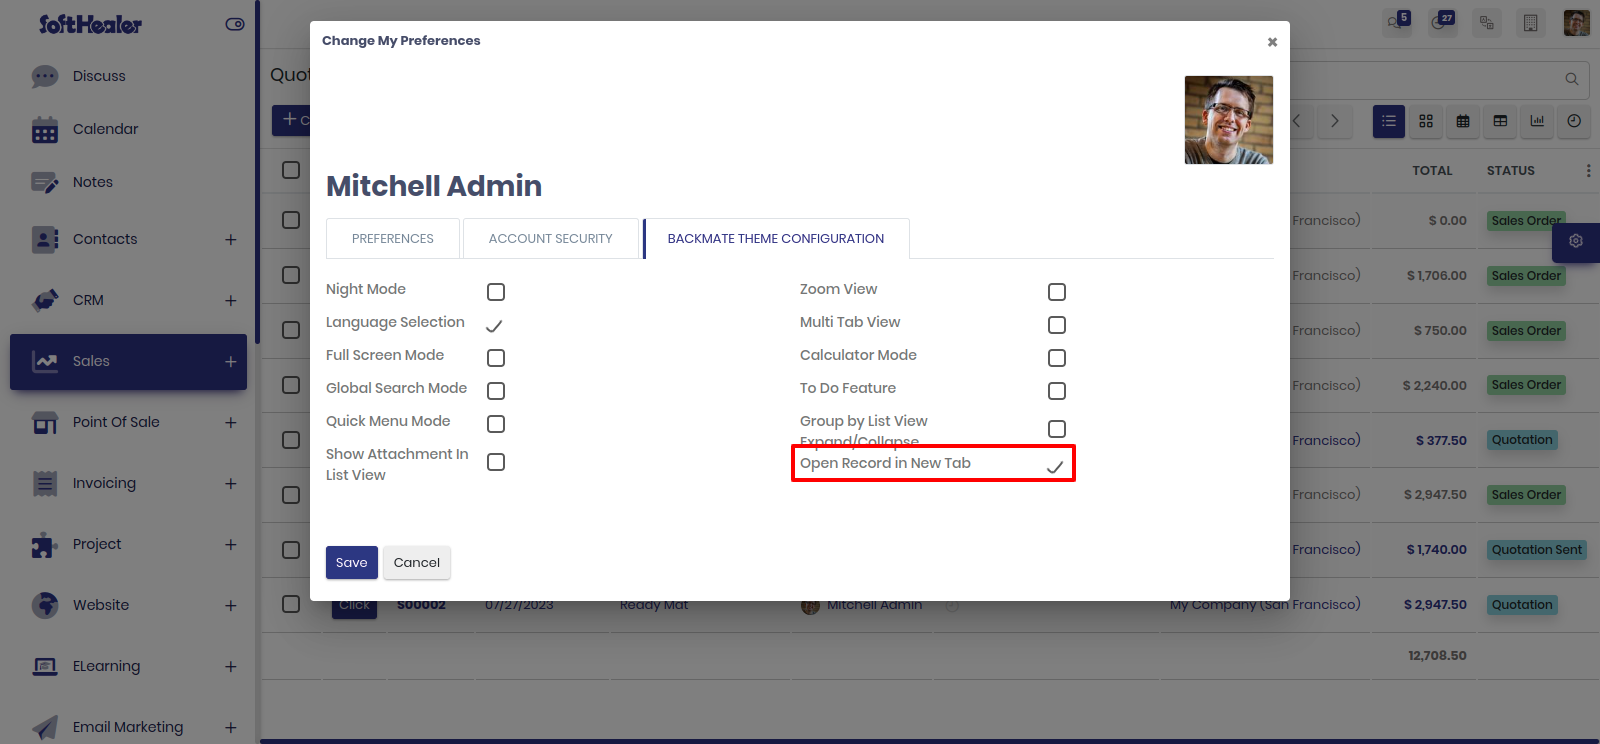 SoftHealer
Discuss
Calendar
Notes
Contacts
CRM
Sales
Point Of Sale
Invoicing
Project
Website
ELearning
Email Marketing
5
27
Quot
C
Change My Preferences
Mitchell Admin
PREFERENCES
ACCOUNT SECURITY
BACKMATE THEME CONFIGURATION
Night Mode
Language Selection
Full Screen Mode
Global Search Mode
Quick Menu Mode
Show Attachment In
List View
Zoom View
Multi Tab View
Calculator Mode
To Do Feature
Group by List View
Expand/Collapse
Open Record in New Tab
Save
Cancel
TOTAL STATUS
Francisco) $ 0.00 Sales Order
Francisco) $ 1,706.00 Sales Order
Francisco) $ 750.00 Sales Order
Francisco) $ 2,240.00 Sales Order
Francisco) $ 377.50 Quotation
Francisco) $ 2,947.50 Sales Order
Francisco) $ 1,740.00 Quotation Sent
Click S00002 07/27/2023 Ready Mat Mitchell Admin My Company (San Francisco) $ 2,947.50 Quotation
12,708.50